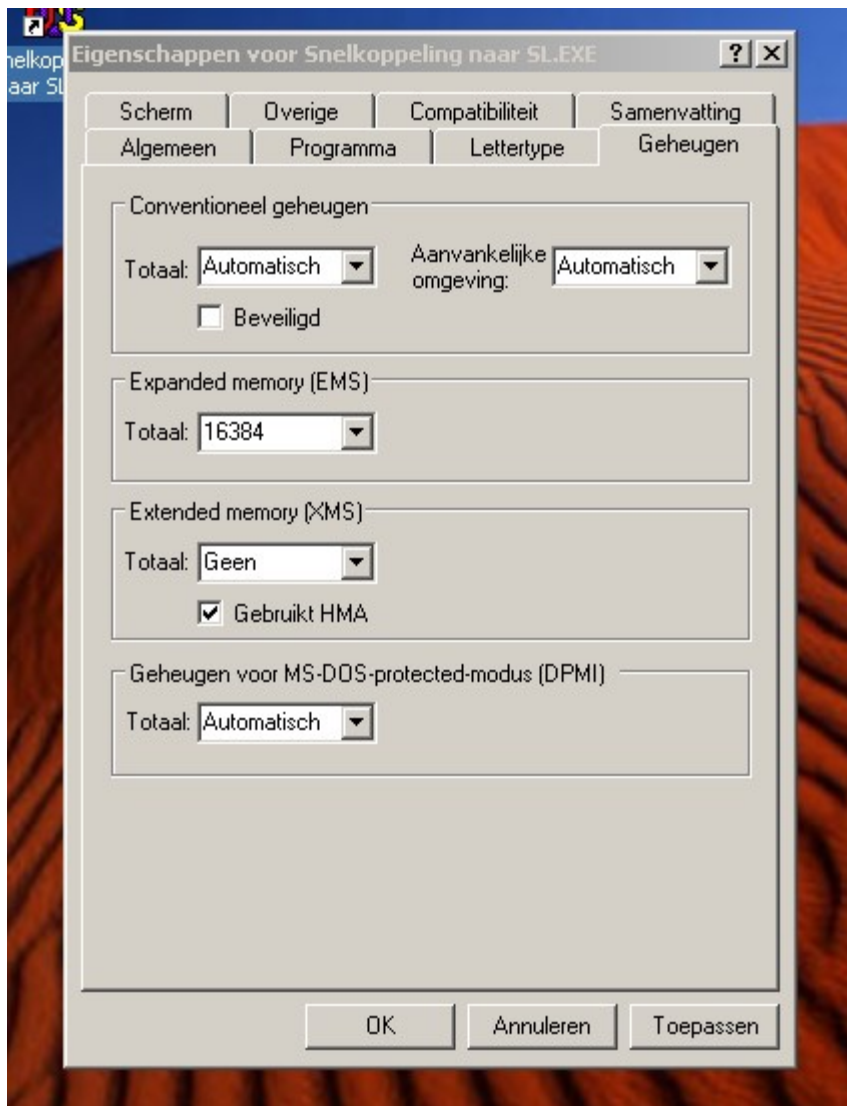 nelkop
aar SL
Eigenschappen voor Snelkoppeling naar SL.EXE
Scherm Overige Compatibiliteit Samenvatting
Algemeen Programma Lettertype Geheugen
Conventioneel geheugen
Totaal: Automatisch
Aanvankelijke omgeving: Automatisch
Beveiligd
Expanded memory (EMS)
Totaal: 16384
Extended memory (XMS)
Totaal: Geen
Gebruikt HMA
Geheugen voor MS-DOS-protected-modus (DPMI)
Totaal: Automatisch
OK Annuleren Toepassen